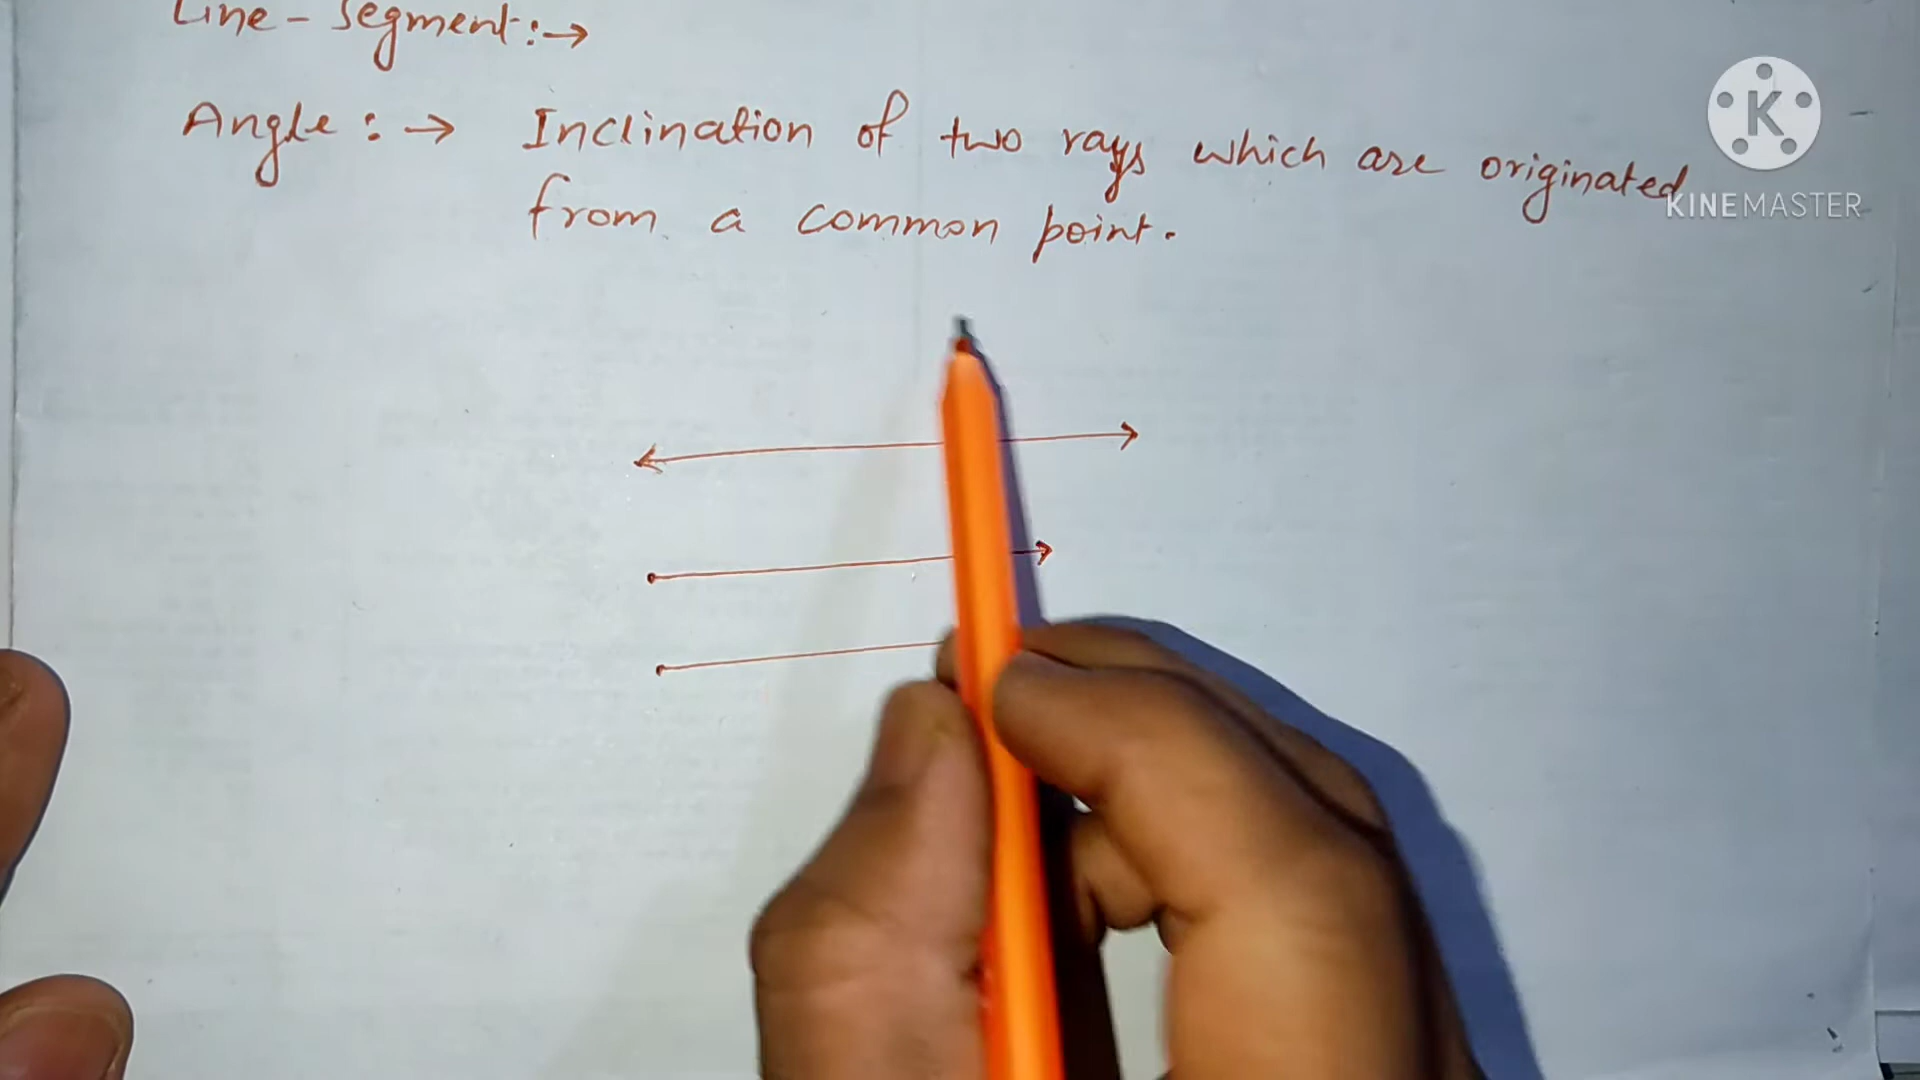 Line - Segment :→
Angle : → Inclination of two rays which are originated
from a common point.
K
KINEMASTER